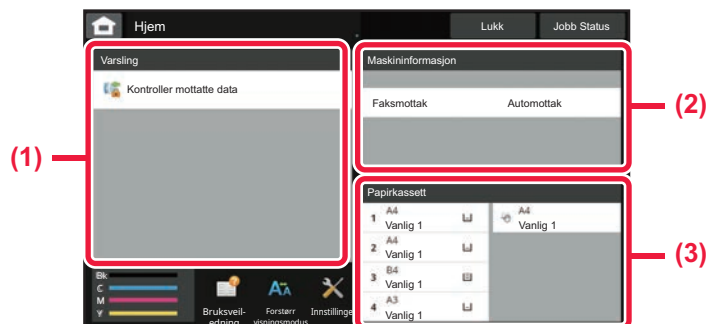 Hjem
Lukk
Jobb Status
Varsling
Kontroller mottatte data
Maskininformasjon
Faksmottak Automottak
(1)
(2)
Papirkassett
1 A4
Vanlig 1
2 A4
Vanlig 1
3 B4
Vanlig 1
4 A3
Vanlig 1
A4
Vanlig 1
(3)
Bk
C
M
Y
Bruksveil-
edning
Forstørr
visningsmodus
Innstillinge